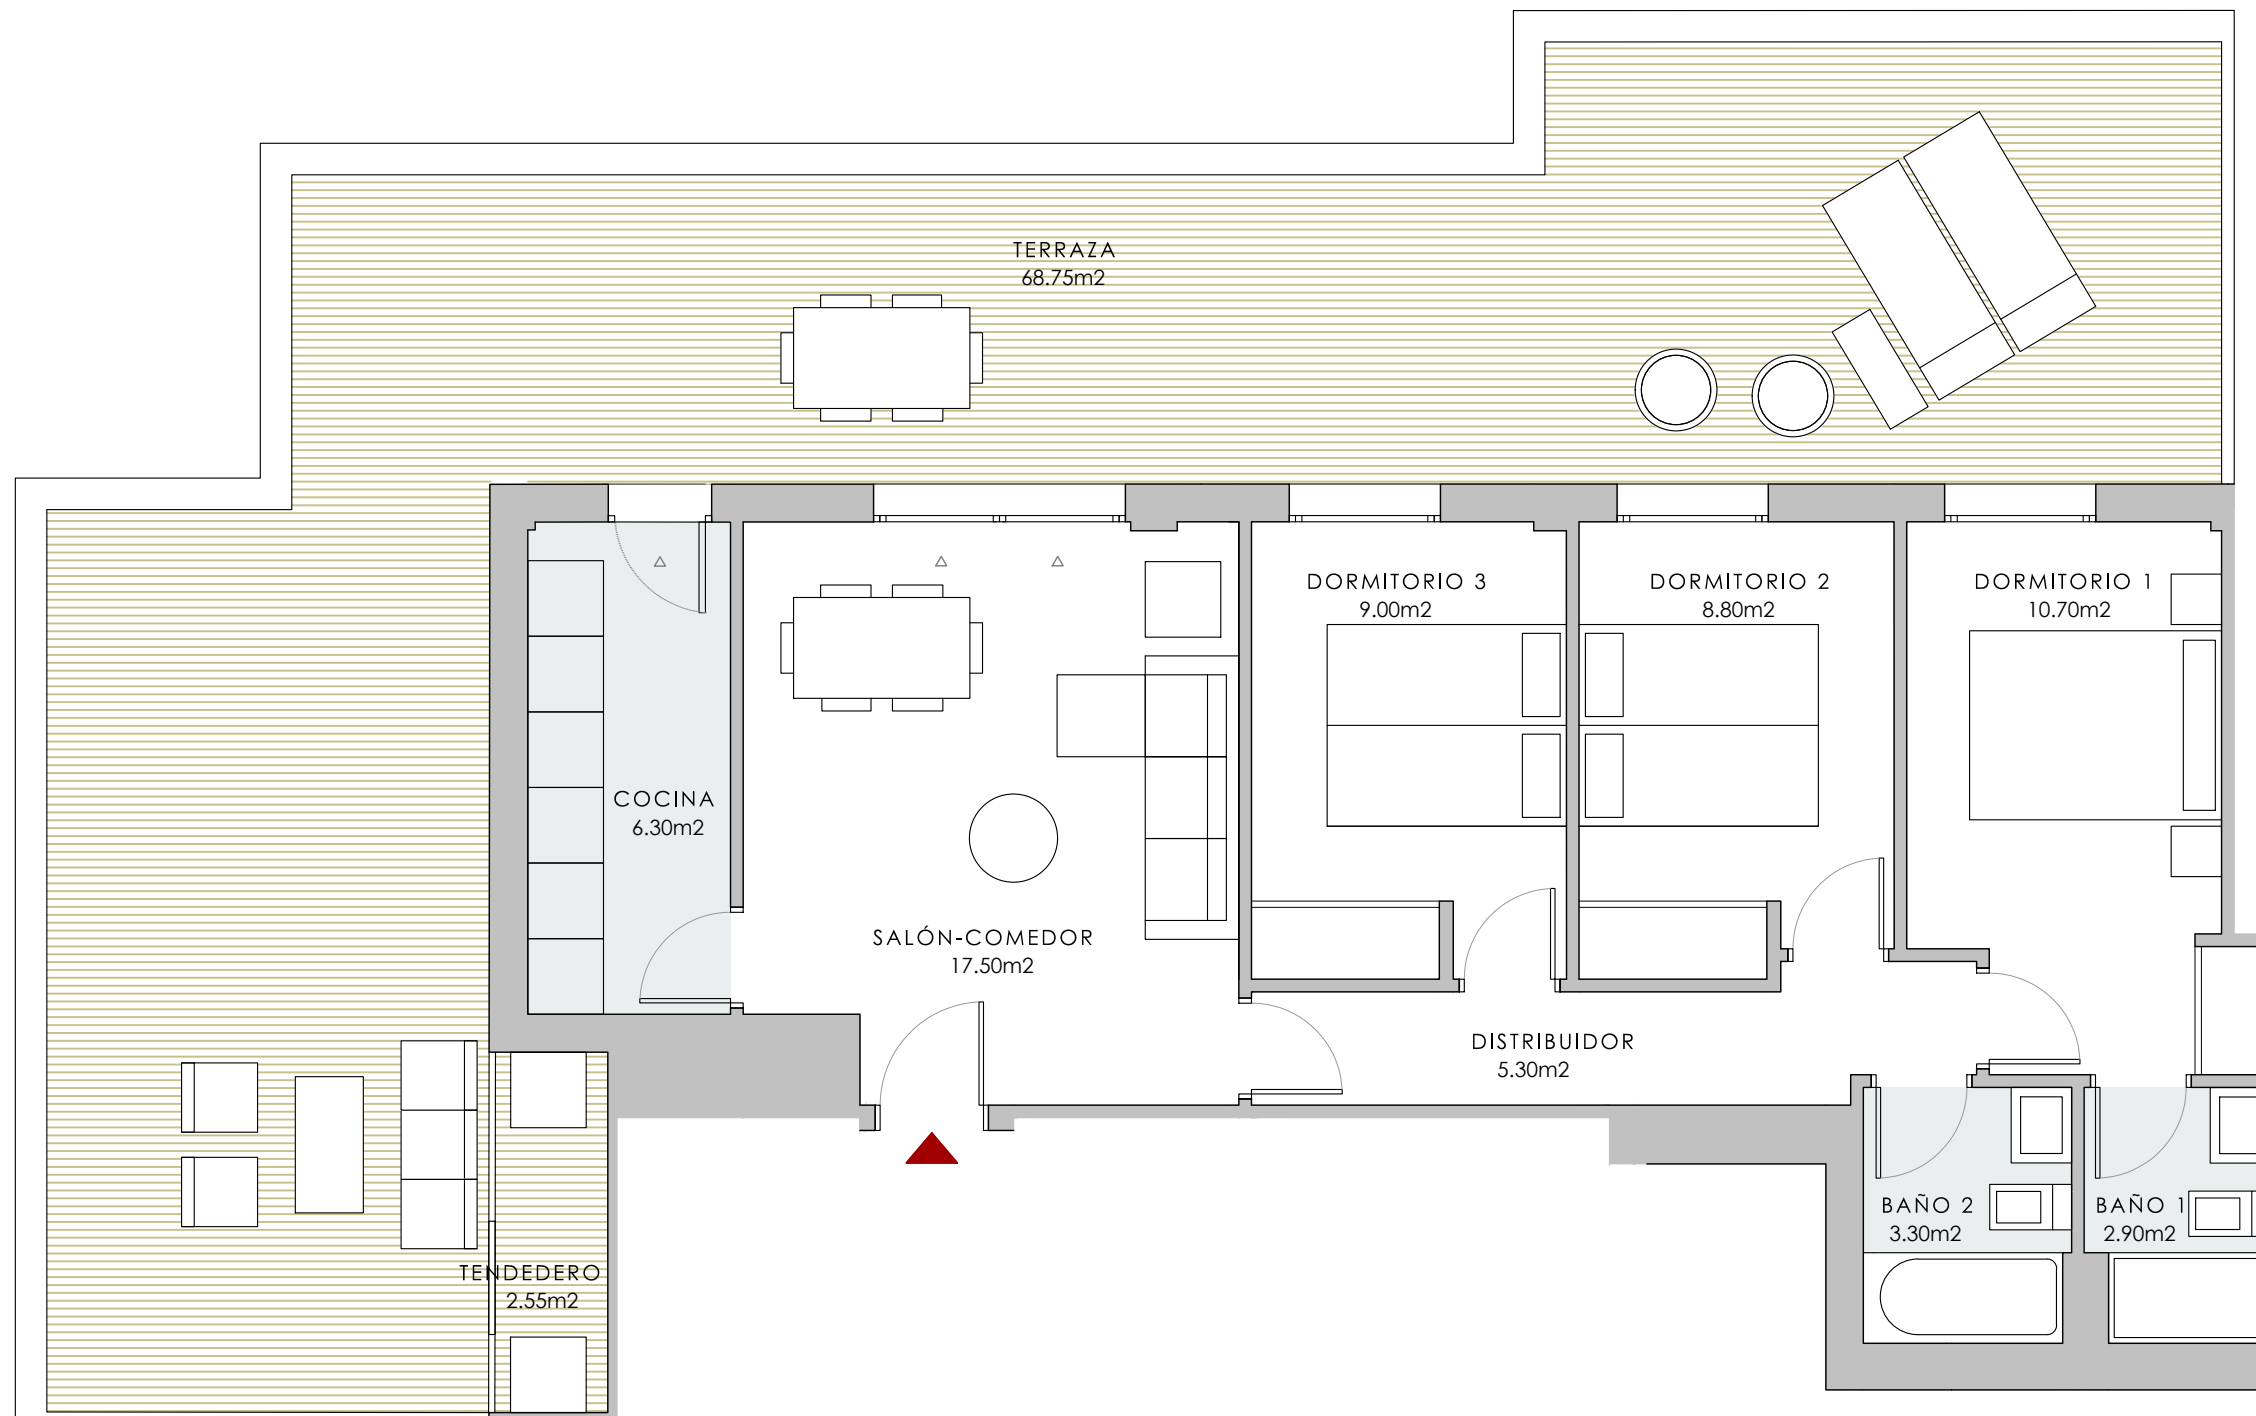 TERRAZA
68.75m2
DORMITORIO 3
9.00m2
DORMITORIO 2
8.80m2
DORMITORIO 1
10.70m2
COCINA
6.30m2
SALÓN-COMEDOR
17.50m2
DISTRIBUIDOR
5.30m2
BAÑO 2
3.30m2
BAÑO 1
2.90m2
TENDEDERO
2.55m2